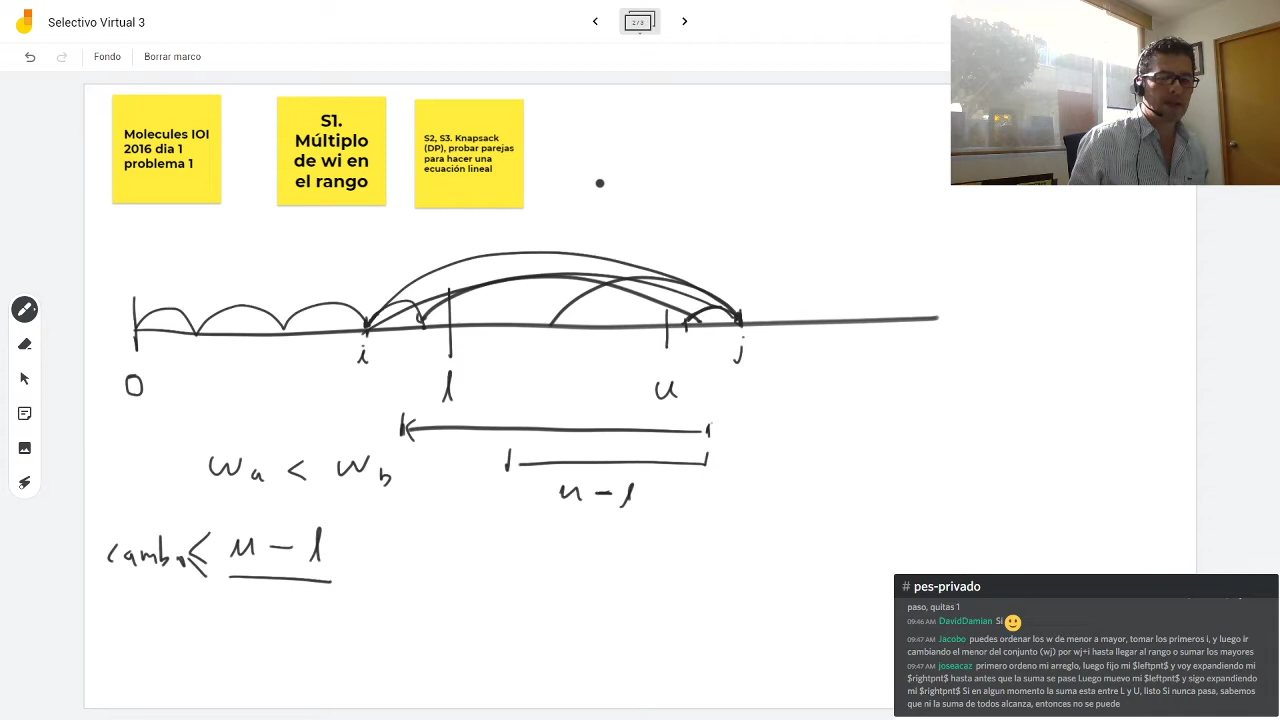 Selectivo Virtual 3
2/3
Fondo
Borrar marco
Molecules IOI
2016 dia 1
problema 1
S1.
Múltiplo
de wi en
el rango
S2, S3. Knapsack
(DP), probar parejas
para hacer una
ecuación lineal
i
j
0
l
u
wa < wb
u - l
camb ≤ u - l
# pes-privado
paso, quitas 1
09:46 AM DavidDamian Si
09:47 AM Jacobo puedes ordenar los w de menor a mayor, tomar los primeros i, y luego ir
cambiando el menor del conjunto (wj) por wj+i hasta llegar al rango o sumar los mayores
09:47 AM joseacaz primero ordeno mi arreglo, luego fijo mi $leftpnt$ y voy expandiendo mi
$rightpnt$ hasta antes que la suma se pase Luego muevo mi $leftpnt$ y sigo expandiendo
mi $rightpnt$ Si en algun momento la suma esta entre L y U, listo Si nunca pasa, sabemos
que ni la suma de todos alcanza, entonces no se puede